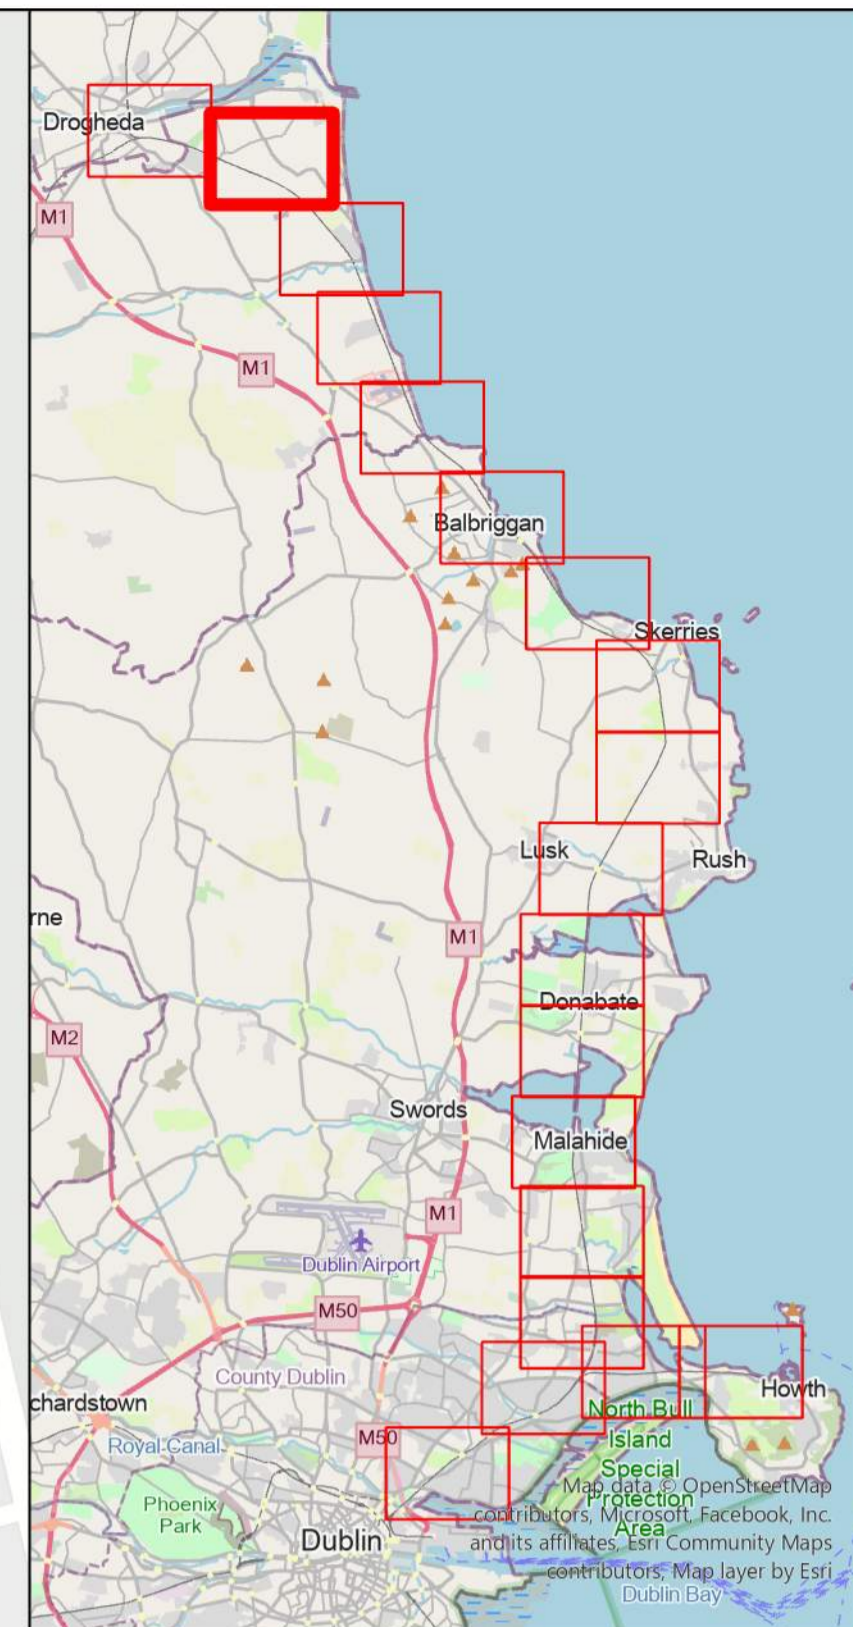 Drogheda
M1
M1
Balbriggan
Skerries
Lusk
Rush
rne
M1
Donabate
M2
Swords
Malahide
M1
Dublin Airport
M50
County Dublin
Howth
chardstown
North Bull
Island
Special
Protection
Area
M50
Royal Canal
Phoenix
Park
Dublin
Map data © OpenStreetMap
contributors, Microsoft, Facebook, Inc.
and its affiliates, Esri Community Maps
contributors, Map layer by Esri
Dublin Bay